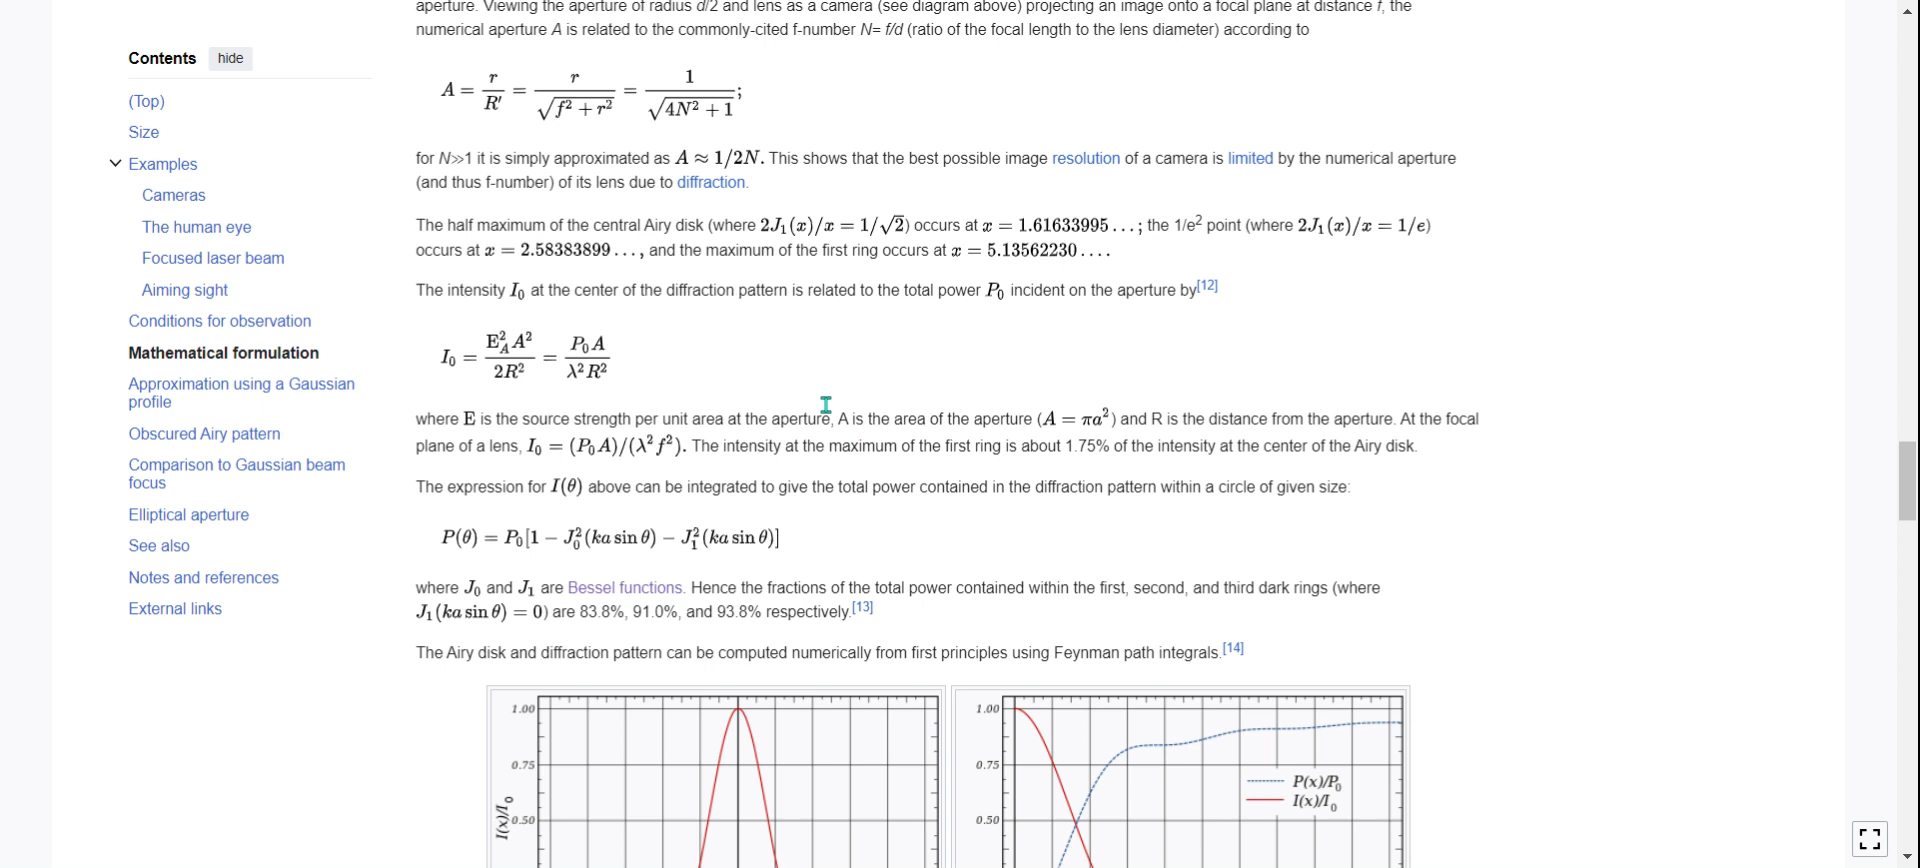 aperture. Viewing the aperture of radius d/2 and lens as a camera (see diagram above) projecting an image onto a focal plane at distance f, the
numerical aperture A is related to the commonly-cited f-number N= f/d (ratio of the focal length to the lens diameter) according to
Contents hide
(Top)
Size
Examples
Cameras
The human eye
Focused laser beam
Aiming sight
Conditions for observation
Mathematical formulation
Approximation using a Gaussian
profile
Obscured Airy pattern
Comparison to Gaussian beam
focus
Elliptical aperture
See also
Notes and references
External links
A = r/R′ = r/√(f² + r²) = 1/√(4N² + 1);
for N≫1 it is simply approximated as A ≈ 1/2N. This shows that the best possible image resolution of a camera is limited by the numerical aperture
(and thus f-number) of its lens due to diffraction.
The half maximum of the central Airy disk (where 2J₁(x)/x = 1/√2) occurs at x = 1.61633995...; the 1/e² point (where 2J₁(x)/x = 1/e)
occurs at x = 2.58383899..., and the maximum of the first ring occurs at x = 5.13562230....
The intensity I₀ at the center of the diffraction pattern is related to the total power P₀ incident on the aperture by[12]
I₀ = E_A² A²/2R² = P₀A/λ²R²
where E is the source strength per unit area at the aperture, A is the area of the aperture (A = πa²) and R is the distance from the aperture. At the focal
plane of a lens, I₀ = (P₀A)/(λ²f²). The intensity at the maximum of the first ring is about 1.75% of the intensity at the center of the Airy disk.
The expression for I(θ) above can be integrated to give the total power contained in the diffraction pattern within a circle of given size:
P(θ) = P₀[1 − J₀²(ka sin θ) − J₁²(ka sin θ)]
where J₀ and J₁ are Bessel functions. Hence the fractions of the total power contained within the first, second, and third dark rings (where
J₁(ka sin θ) = 0) are 83.8%, 91.0%, and 93.8% respectively.[13]
The Airy disk and diffraction pattern can be computed numerically from first principles using Feynman path integrals.[14]
1.00
0.75
0.50
I(x)/I₀
1.00
0.75
0.50
P(x)/P₀
I(x)/I₀